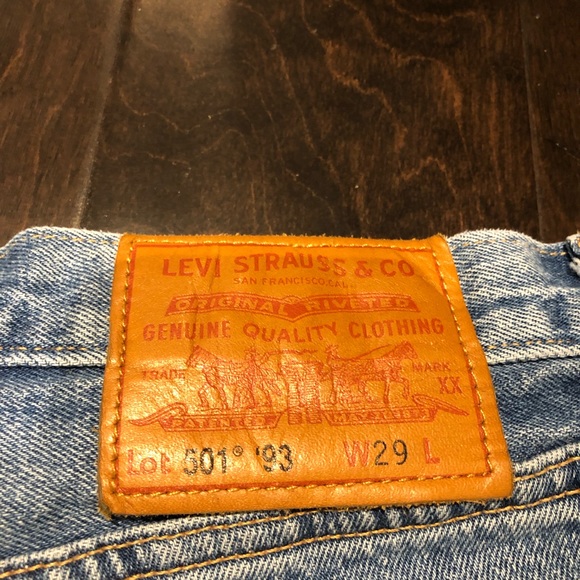 LEVI STRAUSS & CO
SAN FRANCISCO, CAL.
ORIGINAL RIVETED
GENUINE QUALITY CLOTHING
TRADE MARK
XX
PATENTED MAY 20 1873
Lot 501° '93 W29 L